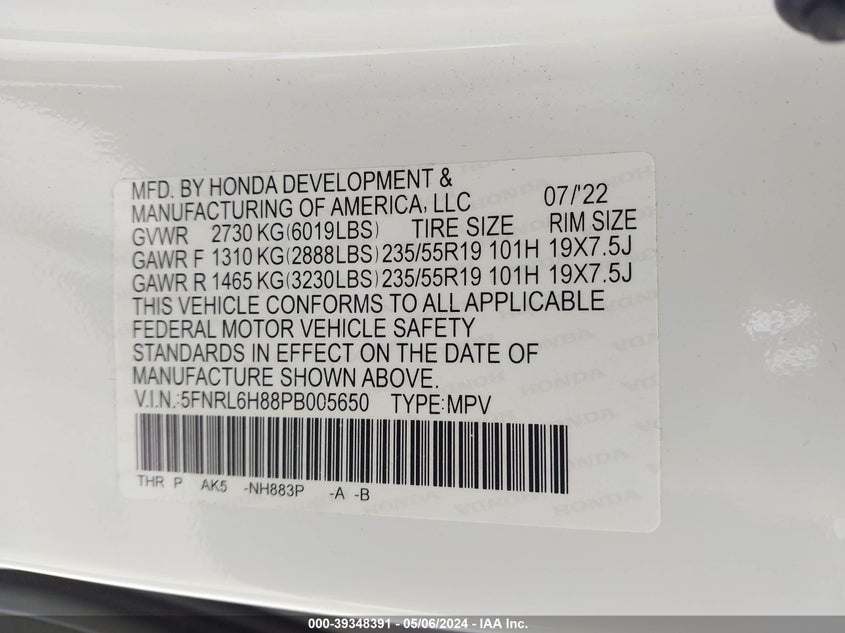 MFD. BY HONDA DEVELOPMENT &
MANUFACTURING OF AMERICA, LLC 07/'22
GVWR 2730 KG(6019LBS) TIRE SIZE RIM SIZE
GAWR F 1310 KG(2888LBS) 235/55R19 101H 19X7.5J
GAWR R 1465 KG(3230LBS) 235/55R19 101H 19X7.5J
THIS VEHICLE CONFORMS TO ALL APPLICABLE
FEDERAL MOTOR VEHICLE SAFETY
STANDARDS IN EFFECT ON THE DATE OF
MANUFACTURE SHOWN ABOVE.
V.I.N.:5FNRL6H88PB005650 TYPE:MPV
THR P AK5 -NH883P -A -B
000-39348391 - 05/06/2024 - IAA Inc.